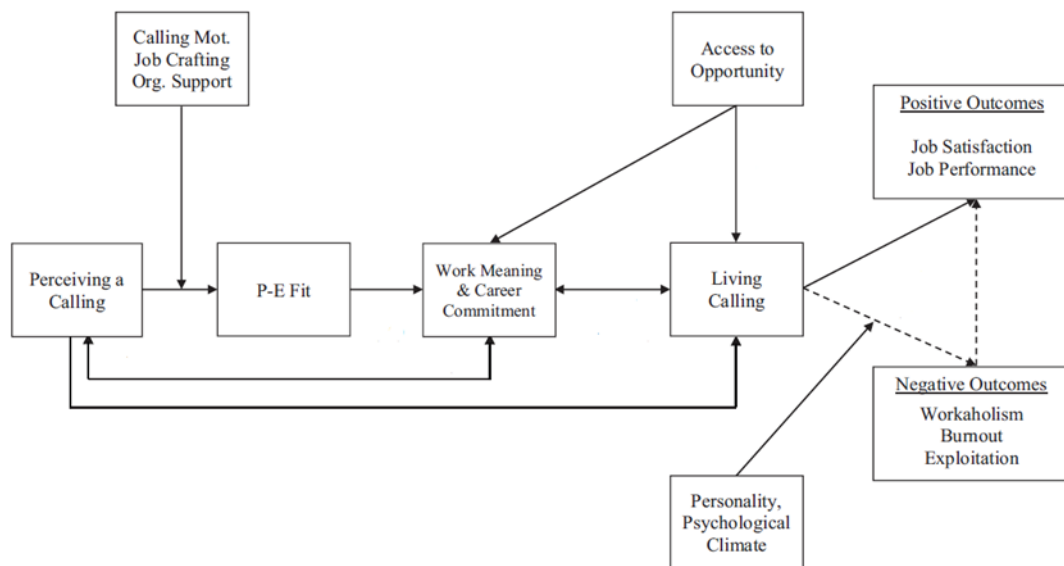 Calling Mot.
Job Crafting
Org. Support
Access to
Opportunity
Positive Outcomes
Job Satisfaction
Job Performance
Perceiving a
Calling
P-E Fit
Work Meaning
& Career
Commitment
Living
Calling
Negative Outcomes
Workaholism
Burnout
Exploitation
Personality,
Psychological
Climate